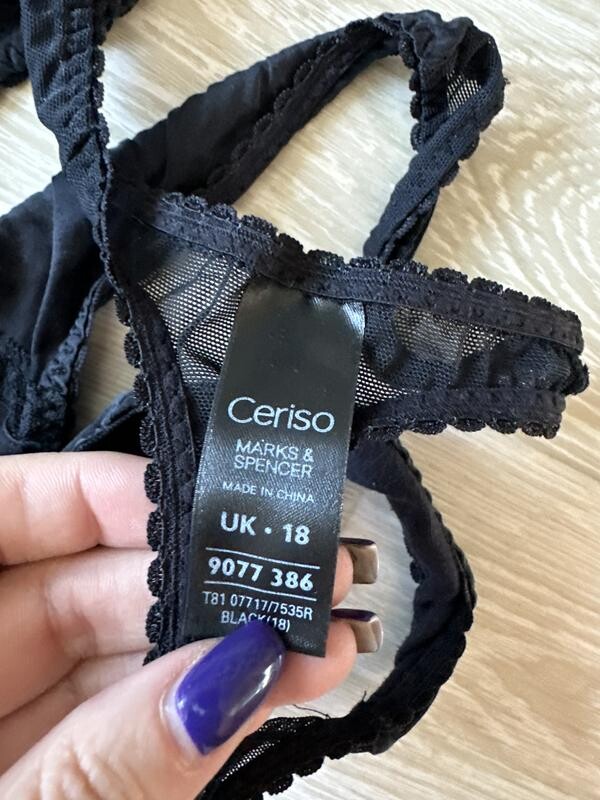 Ceriso
MARKS &
SPENCER
MADE IN CHINA
UK • 18
9077 386
T81 07717/7535R
BLACK(18)